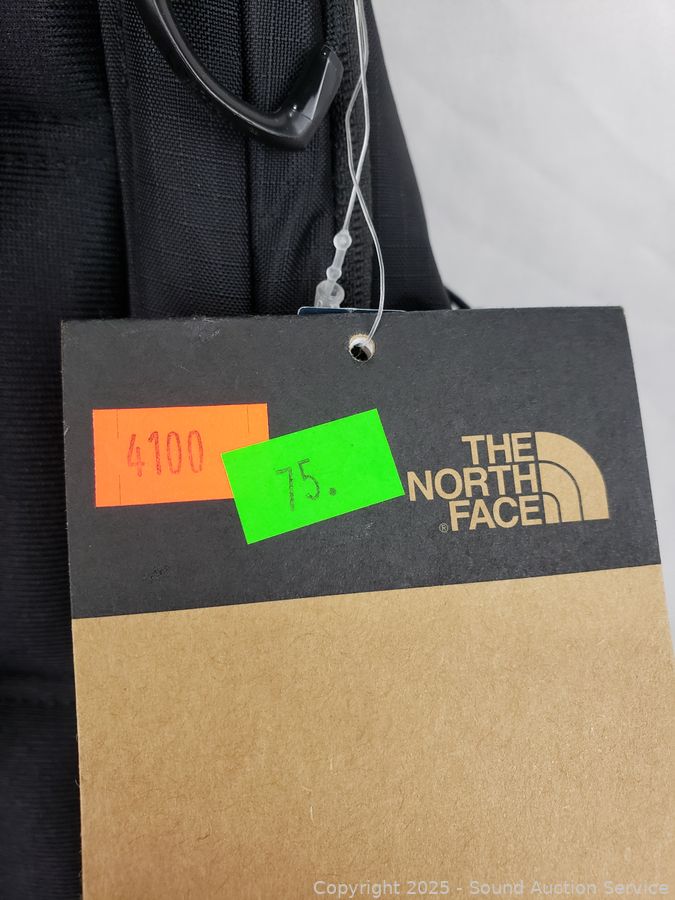 4100
75.
THE
NORTH
FACE
®
Copyright 2025 - Sound Auction Service